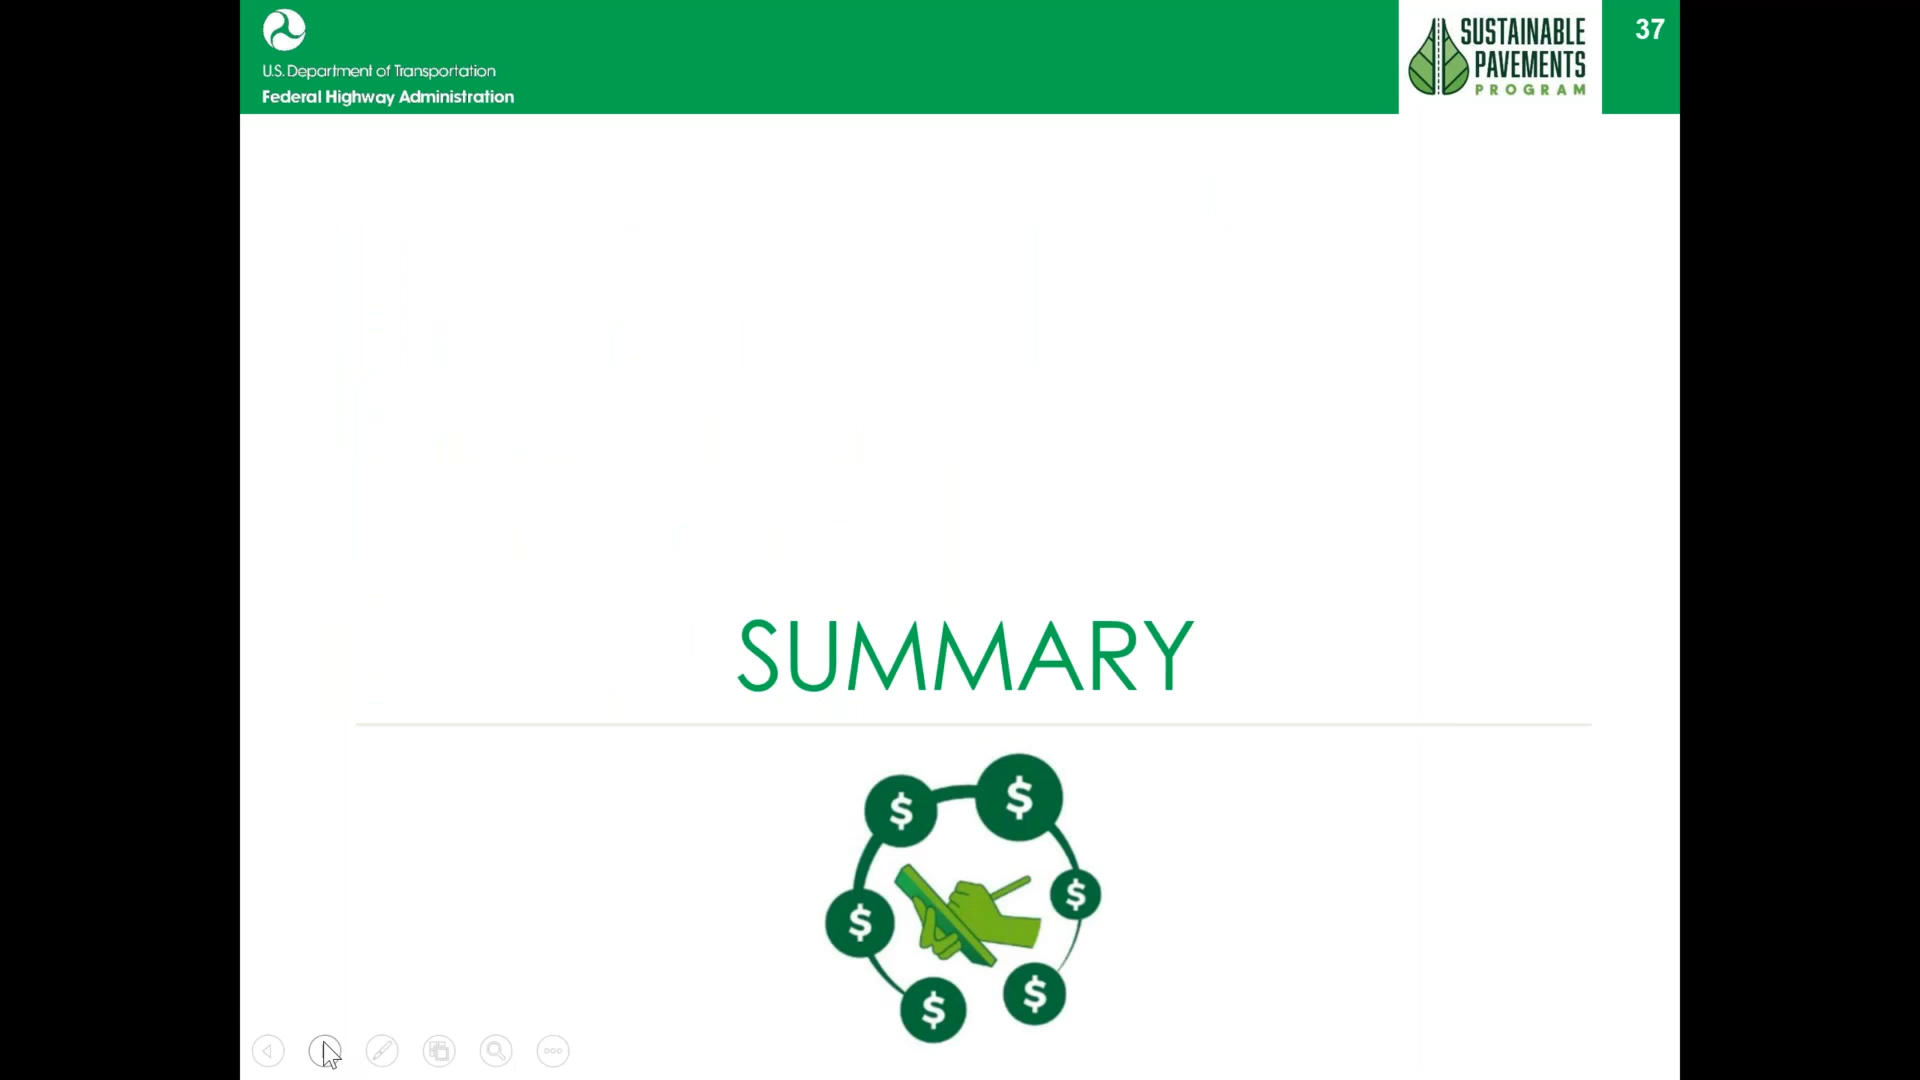 U.S. Department of Transportation
Federal Highway Administration
SUSTAINABLE
PAVEMENTS
PROGRAM
37
SUMMARY
$
$
$
$
$
$